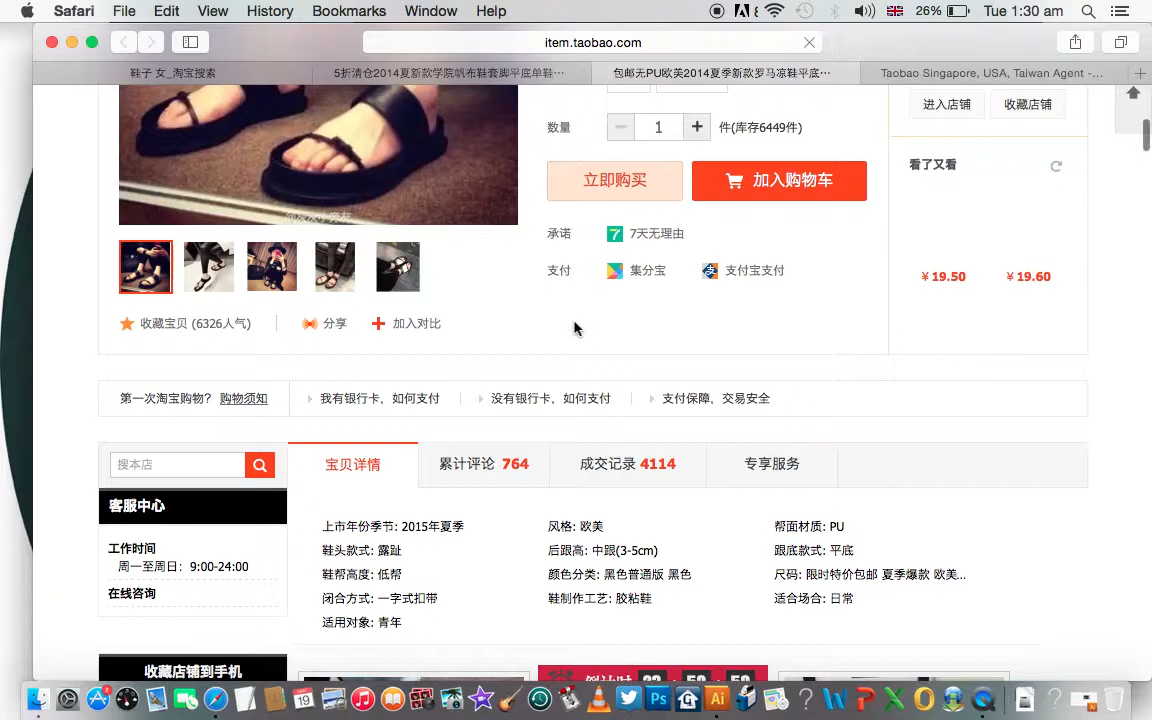 Safari File Edit View History Bookmarks Window Help 26% Tue 1:30 am
item.taobao.com
鞋子 女_淘宝搜索
5折清仓2014夏新款学院帆布鞋套脚平底单鞋…
包邮无PU欧美2014夏季新款罗马凉鞋平底…
Taobao Singapore, USA, Taiwan Agent -…
进入店铺 收藏店铺
数量 1 件(库存6449件)
看了又看
立即购买 加入购物车
承诺 7 7天无理由
支付 集分宝 支 支付宝支付
¥19.50 ¥19.60
收藏宝贝 (6326人气) 分享 加入对比
第一次淘宝购物? 购物须知 我有银行卡，如何支付 没有银行卡，如何支付 支付保障，交易安全
搜本店
宝贝详情 累计评论 764 成交记录 4114 专享服务
客服中心
工作时间
周一至周日：9:00-24:00
在线咨询
上市年份季节: 2015年夏季 风格: 欧美 帮面材质: PU
鞋头款式: 露趾 后跟高: 中跟(3-5cm) 跟底款式: 平底
鞋帮高度: 低帮 颜色分类: 黑色普通版 黑色 尺码: 限时特价包邮 夏季爆款 欧美...
闭合方式: 一字式扣带 鞋制作工艺: 胶粘鞋 适合场合: 日常
适用对象: 青年
收藏店铺到手机
倒计时